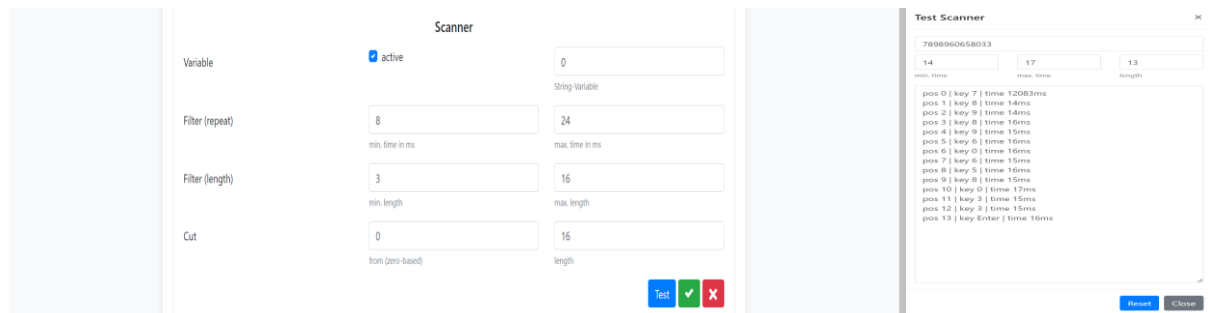 Scanner
Variable
active
0
String-Variable
Filter (repeat)
8
24
min. time in ms
max. time in ms
Filter (length)
3
16
min. length
max. length
Cut
0
16
from (zero-based)
length
Test
Test Scanner
7898960658033
14
17
13
min. time
max. time
length
pos 0 | key 7 | time 12083ms
pos 1 | key 8 | time 14ms
pos 2 | key 9 | time 14ms
pos 3 | key 8 | time 16ms
pos 4 | key 9 | time 15ms
pos 5 | key 6 | time 16ms
pos 6 | key 0 | time 16ms
pos 7 | key 6 | time 15ms
pos 8 | key 5 | time 16ms
pos 9 | key 8 | time 15ms
pos 10 | key 0 | time 17ms
pos 11 | key 3 | time 15ms
pos 12 | key 3 | time 15ms
pos 13 | key Enter | time 16ms
Reset
Close